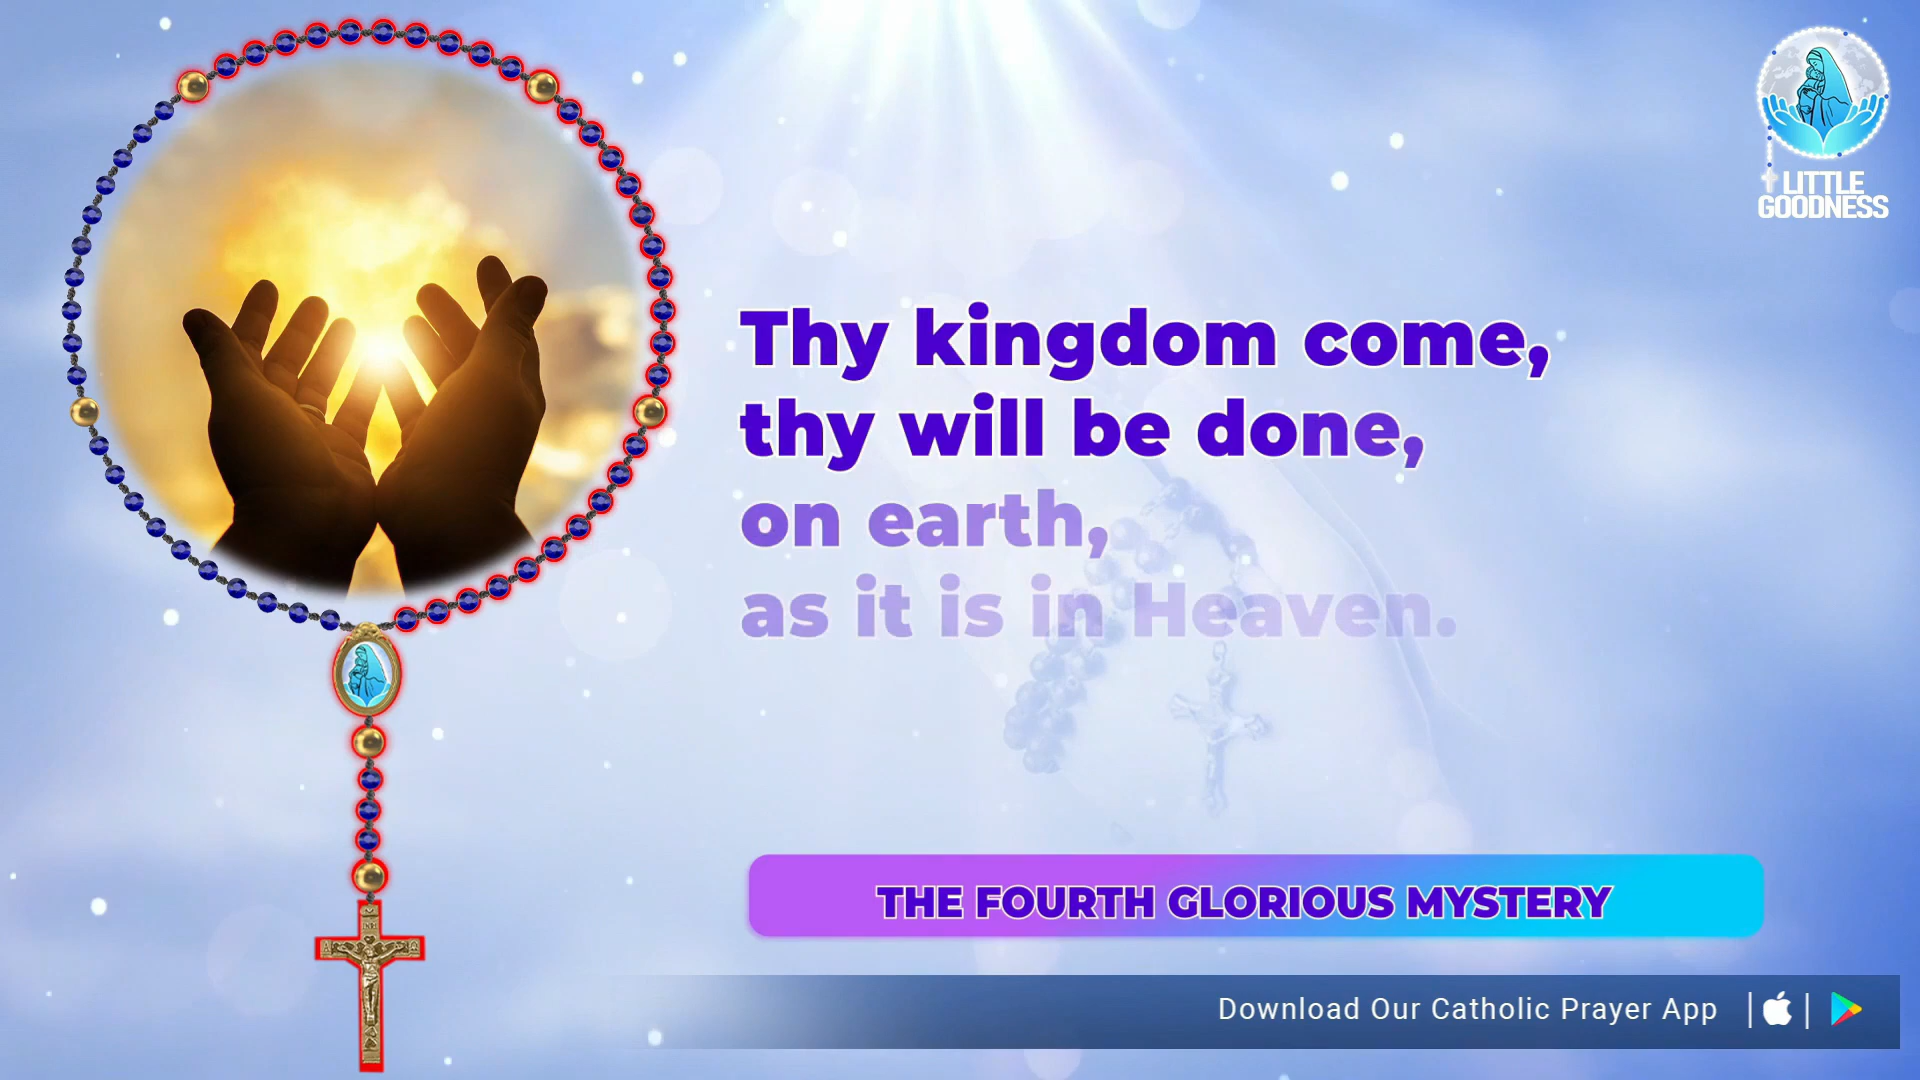 LITTLE
GOODNESS
Thy kingdom come,
thy will be done,
on earth,
as it is in Heaven.
THE FOURTH GLORIOUS MYSTERY
Download Our Catholic Prayer App